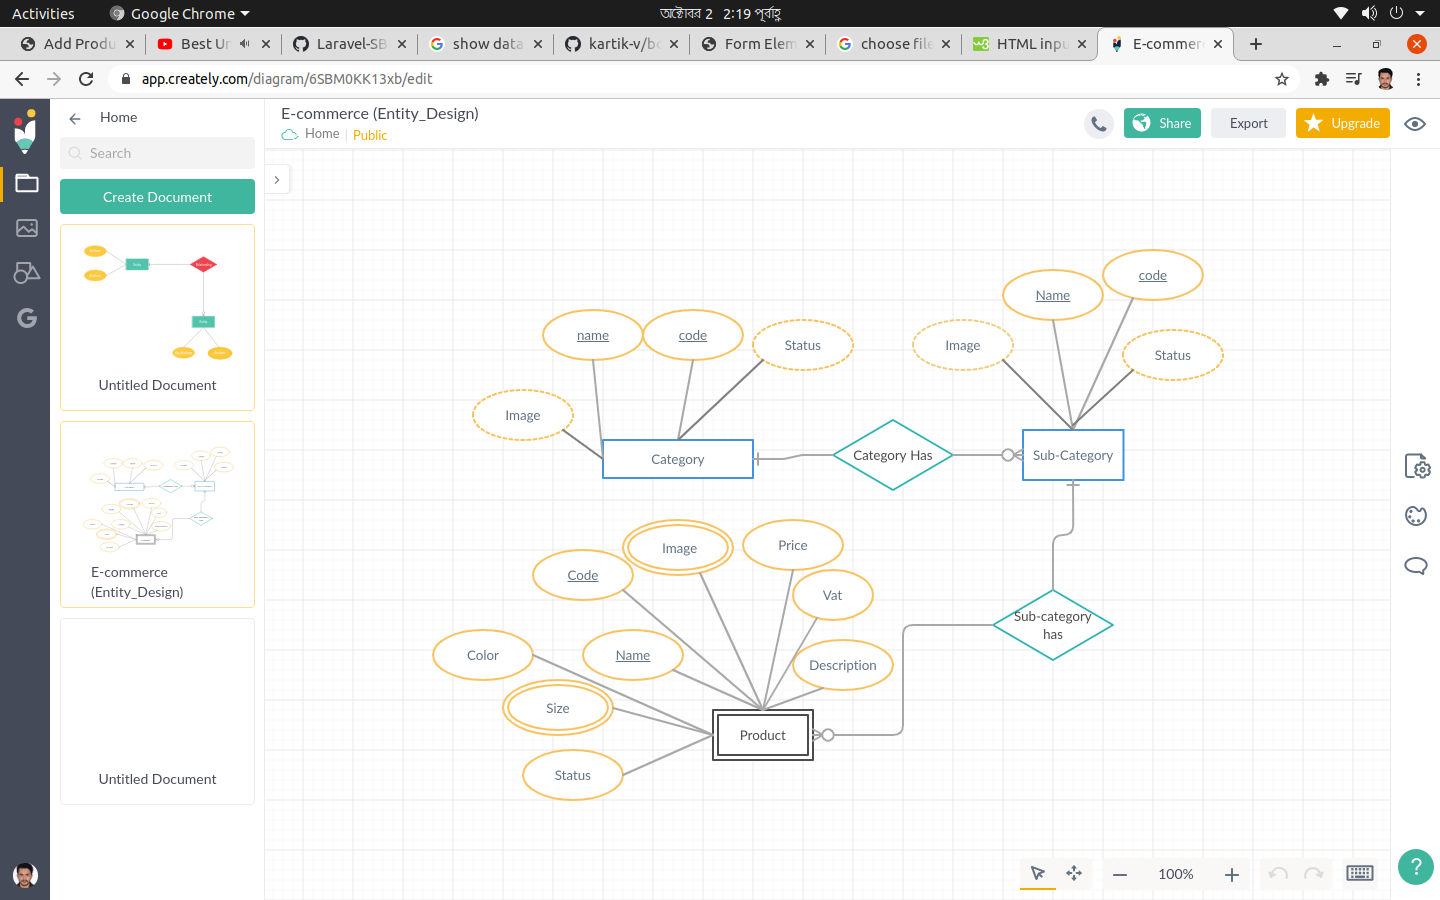 Activities
Google Chrome
অক্টোবর 2 2:19 পূর্বাহ্ণ
Add Produ
Best Un
Laravel-SB
show data
kartik-v/bo
Form Elem
choose file
HTML inpu
E-commer
app.creately.com/diagram/6SBM0KK13xb/edit
Home
Search
Create Document
Untitled Document
E-commerce
(Entity_Design)
Untitled Document
E-commerce (Entity_Design)
Home
Public
Share
Export
Upgrade
code
Name
Image
Status
name
code
Status
Image
Category
Category Has
Sub-Category
Image
Price
Code
Vat
Sub-category
has
Color
Name
Description
Size
Product
Status
100%
?